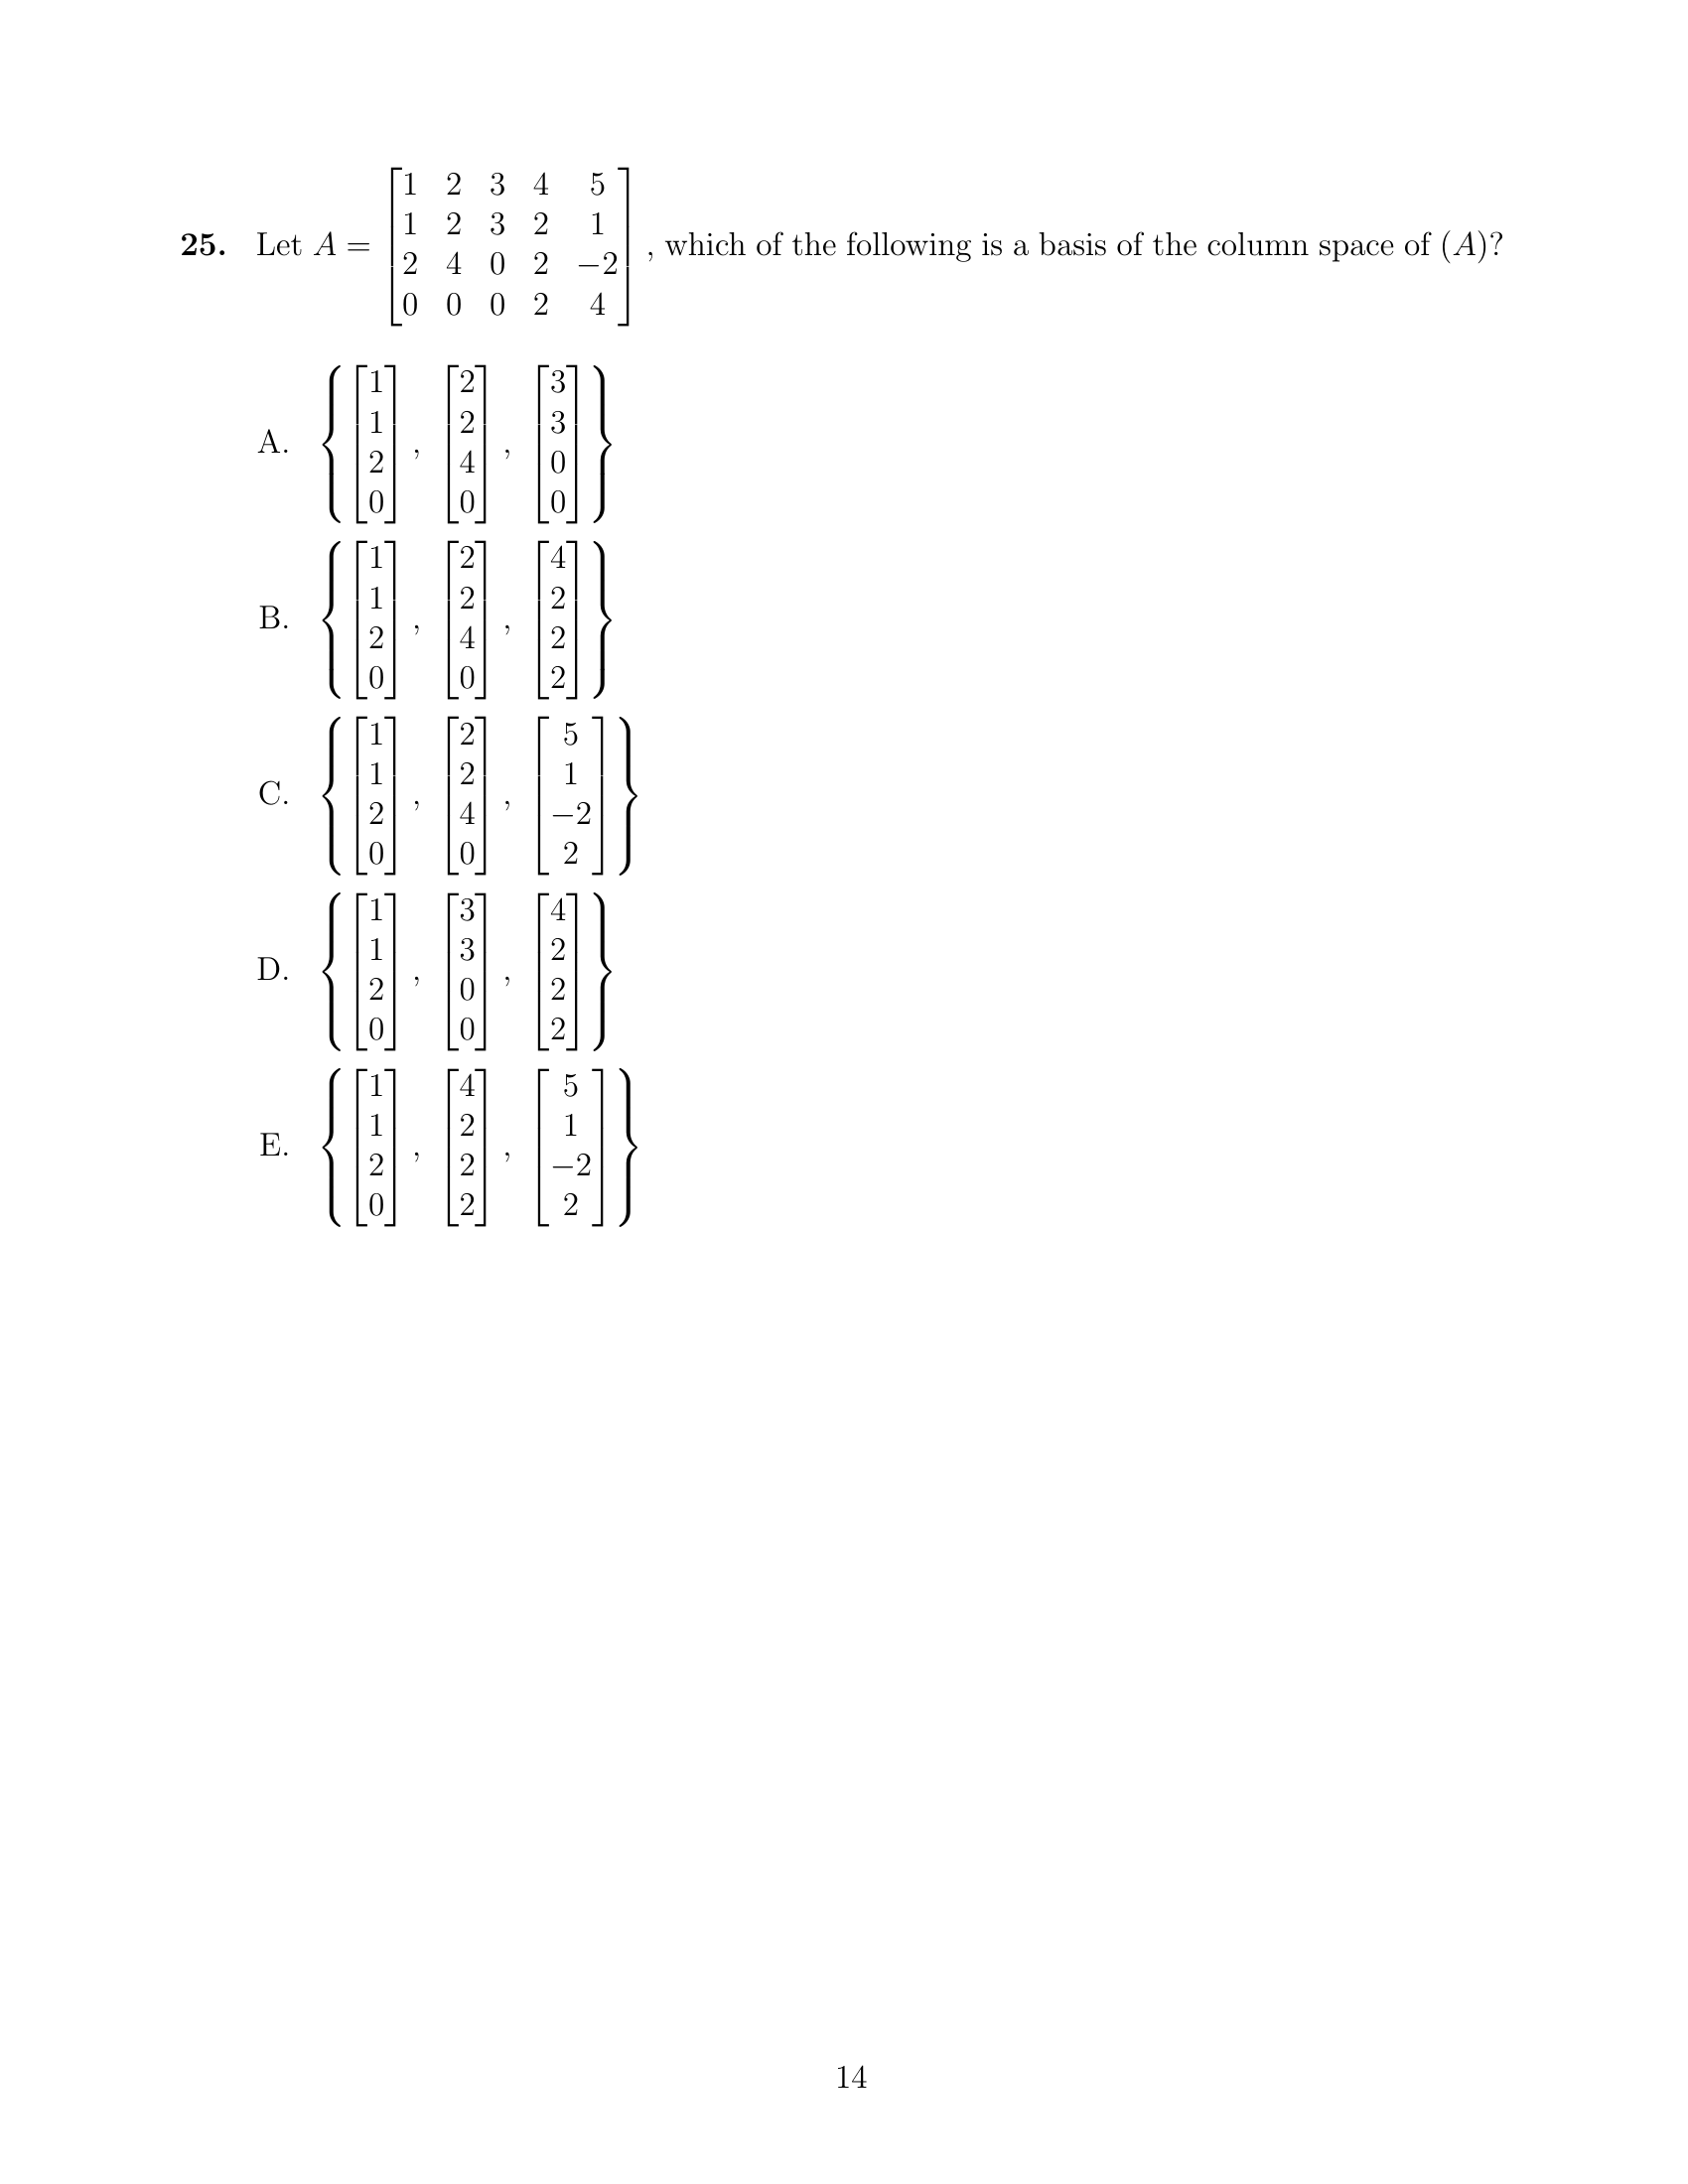 25. Let $A = \begin{bmatrix} 1 & 2 & 3 & 4 & 5 \\ 1 & 2 & 3 & 2 & 1 \\ 2 & 4 & 0 & 2 & -2 \\ 0 & 0 & 0 & 2 & 4 \end{bmatrix}$, which of the following is a basis of the column space of $(A)$?
A. $\left\{ \begin{bmatrix} 1 \\ 1 \\ 2 \\ 0 \end{bmatrix}, \begin{bmatrix} 2 \\ 2 \\ 4 \\ 0 \end{bmatrix}, \begin{bmatrix} 3 \\ 3 \\ 0 \\ 0 \end{bmatrix} \right\}$
B. $\left\{ \begin{bmatrix} 1 \\ 1 \\ 2 \\ 0 \end{bmatrix}, \begin{bmatrix} 2 \\ 2 \\ 4 \\ 0 \end{bmatrix}, \begin{bmatrix} 4 \\ 2 \\ 2 \\ 2 \end{bmatrix} \right\}$
C. $\left\{ \begin{bmatrix} 1 \\ 1 \\ 2 \\ 0 \end{bmatrix}, \begin{bmatrix} 2 \\ 2 \\ 4 \\ 0 \end{bmatrix}, \begin{bmatrix} 5 \\ 1 \\ -2 \\ 2 \end{bmatrix} \right\}$
D. $\left\{ \begin{bmatrix} 1 \\ 1 \\ 2 \\ 0 \end{bmatrix}, \begin{bmatrix} 3 \\ 3 \\ 0 \\ 0 \end{bmatrix}, \begin{bmatrix} 4 \\ 2 \\ 2 \\ 2 \end{bmatrix} \right\}$
E. $\left\{ \begin{bmatrix} 1 \\ 1 \\ 2 \\ 0 \end{bmatrix}, \begin{bmatrix} 4 \\ 2 \\ 2 \\ 2 \end{bmatrix}, \begin{bmatrix} 5 \\ 1 \\ -2 \\ 2 \end{bmatrix} \right\}$
14